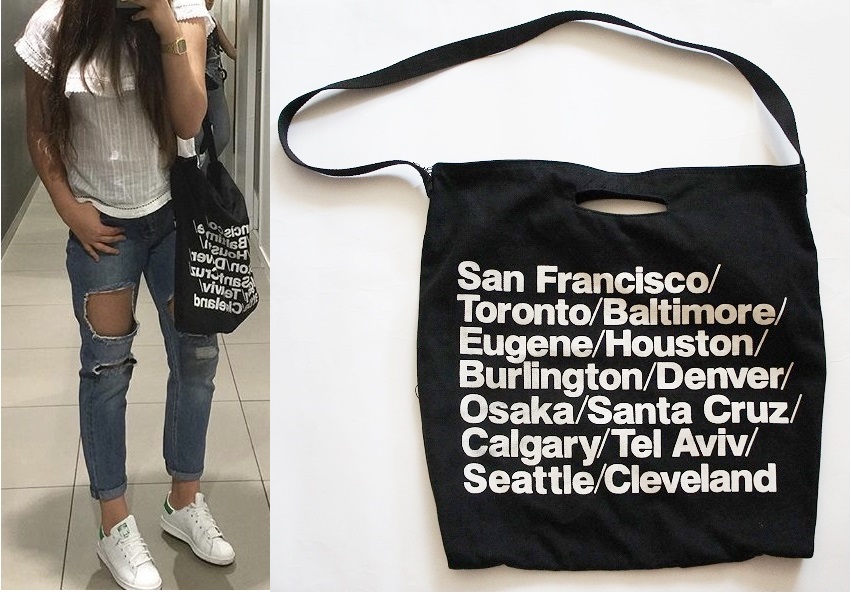 San Francisco/
Toronto/Baltimore/
Eugene/Houston/
Burlington/Denver/
Osaka/Santa Cruz/
Calgary/Tel Aviv/
Seattle/Cleveland